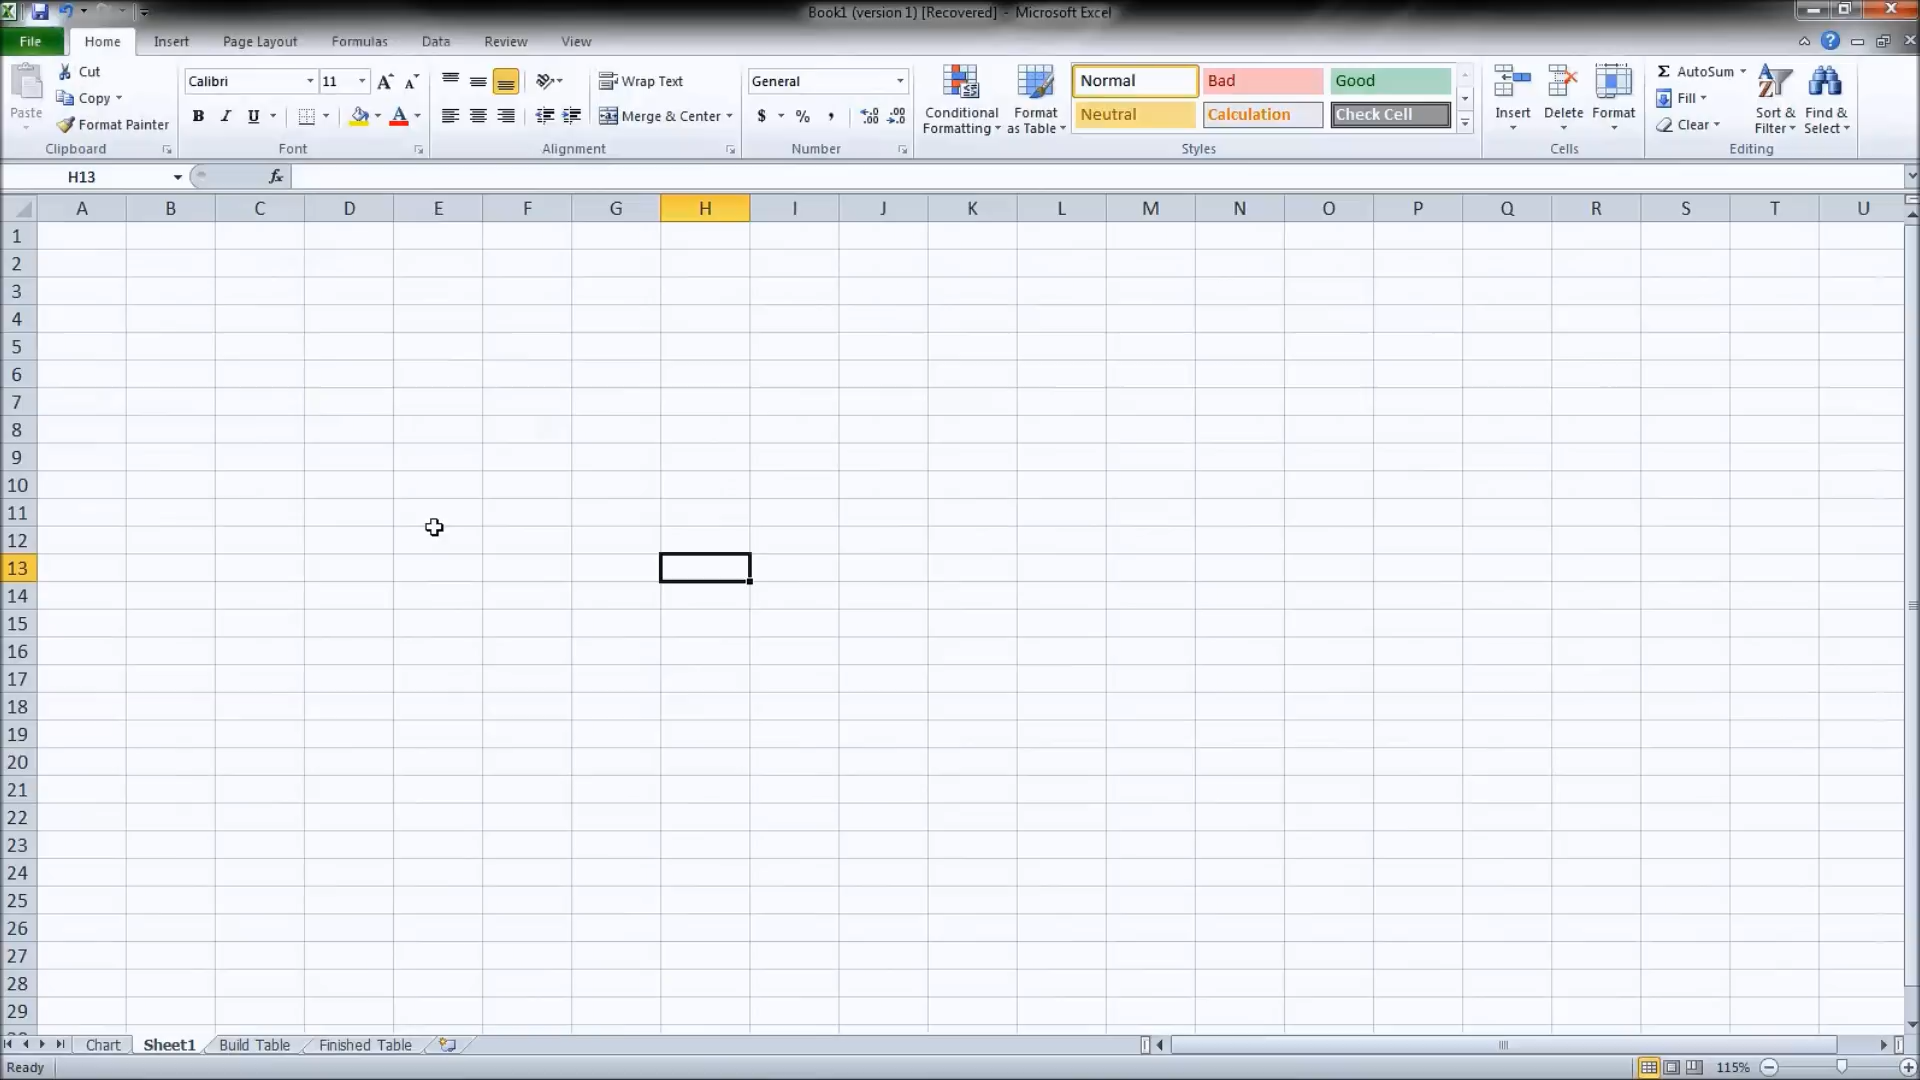 Book1 (version 1) [Recovered] - Microsoft Excel
File Home Insert Page Layout Formulas Data Review View
Paste
Cut
Copy
Format Painter
Clipboard
Calibri 11
B I U
Font
Wrap Text
Merge & Center
Alignment
General
$ % ,
Number
Conditional Formatting
Format as Table
Normal Bad Good
Neutral Calculation Check Cell
Styles
Insert Delete Format
Cells
Σ AutoSum
Fill
Clear
Sort & Filter
Find & Select
Editing
H13 fx
A B C D E F G H I J K L M N O P Q R S T U
1
2
3
4
5
6
7
8
9
10
11
12
13
14
15
16
17
18
19
20
21
22
23
24
25
26
27
28
29
Chart Sheet1 Build Table Finished Table
Ready 115%